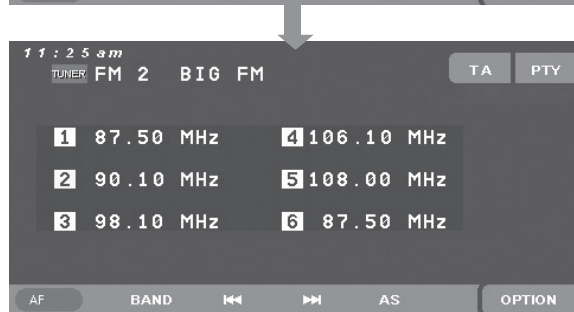 11:25 am
TUNER FM 2 BIG FM TA PTY
1 87.50 MHz 4 106.10 MHz
2 90.10 MHz 5 108.00 MHz
3 98.10 MHz 6 87.50 MHz
AF BAND AS OPTION